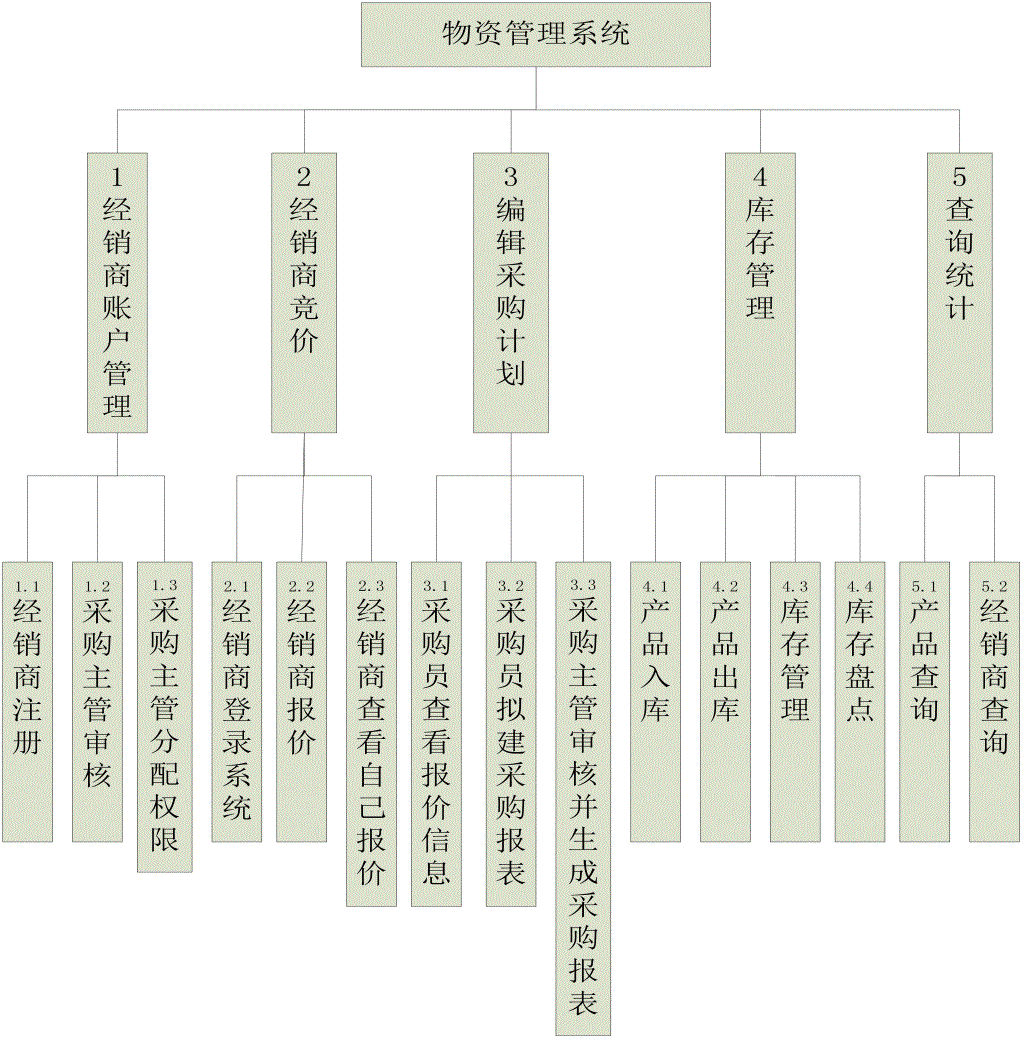 物资管理系统
1经销商账户管理
2经销商竞价
3编辑采购计划
4库存管理
5查询统计
1.1经销商注册
1.2采购主管审核
1.3采购主管分配权限
2.1经销商登录系统
2.2经销商报价
2.3经销商查看自己报价
3.1采购员查看报价信息
3.2采购员拟建采购报表
3.3采购主管审核并生成采购报表
4.1产品入库
4.2产品出库
4.3库存管理
4.4库存盘点
5.1产品查询
5.2经销商查询